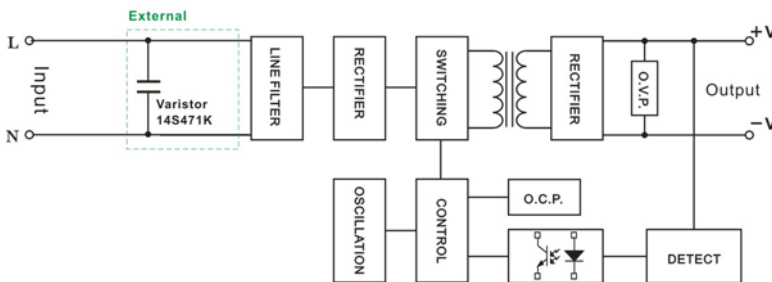 External
L
Input
N
Varistor
14S471K
LINE FILTER
RECTIFIER
SWITCHING
RECTIFIER
O.V.P.
+V
Output
-V
OSCILLATION
CONTROL
O.C.P.
DETECT